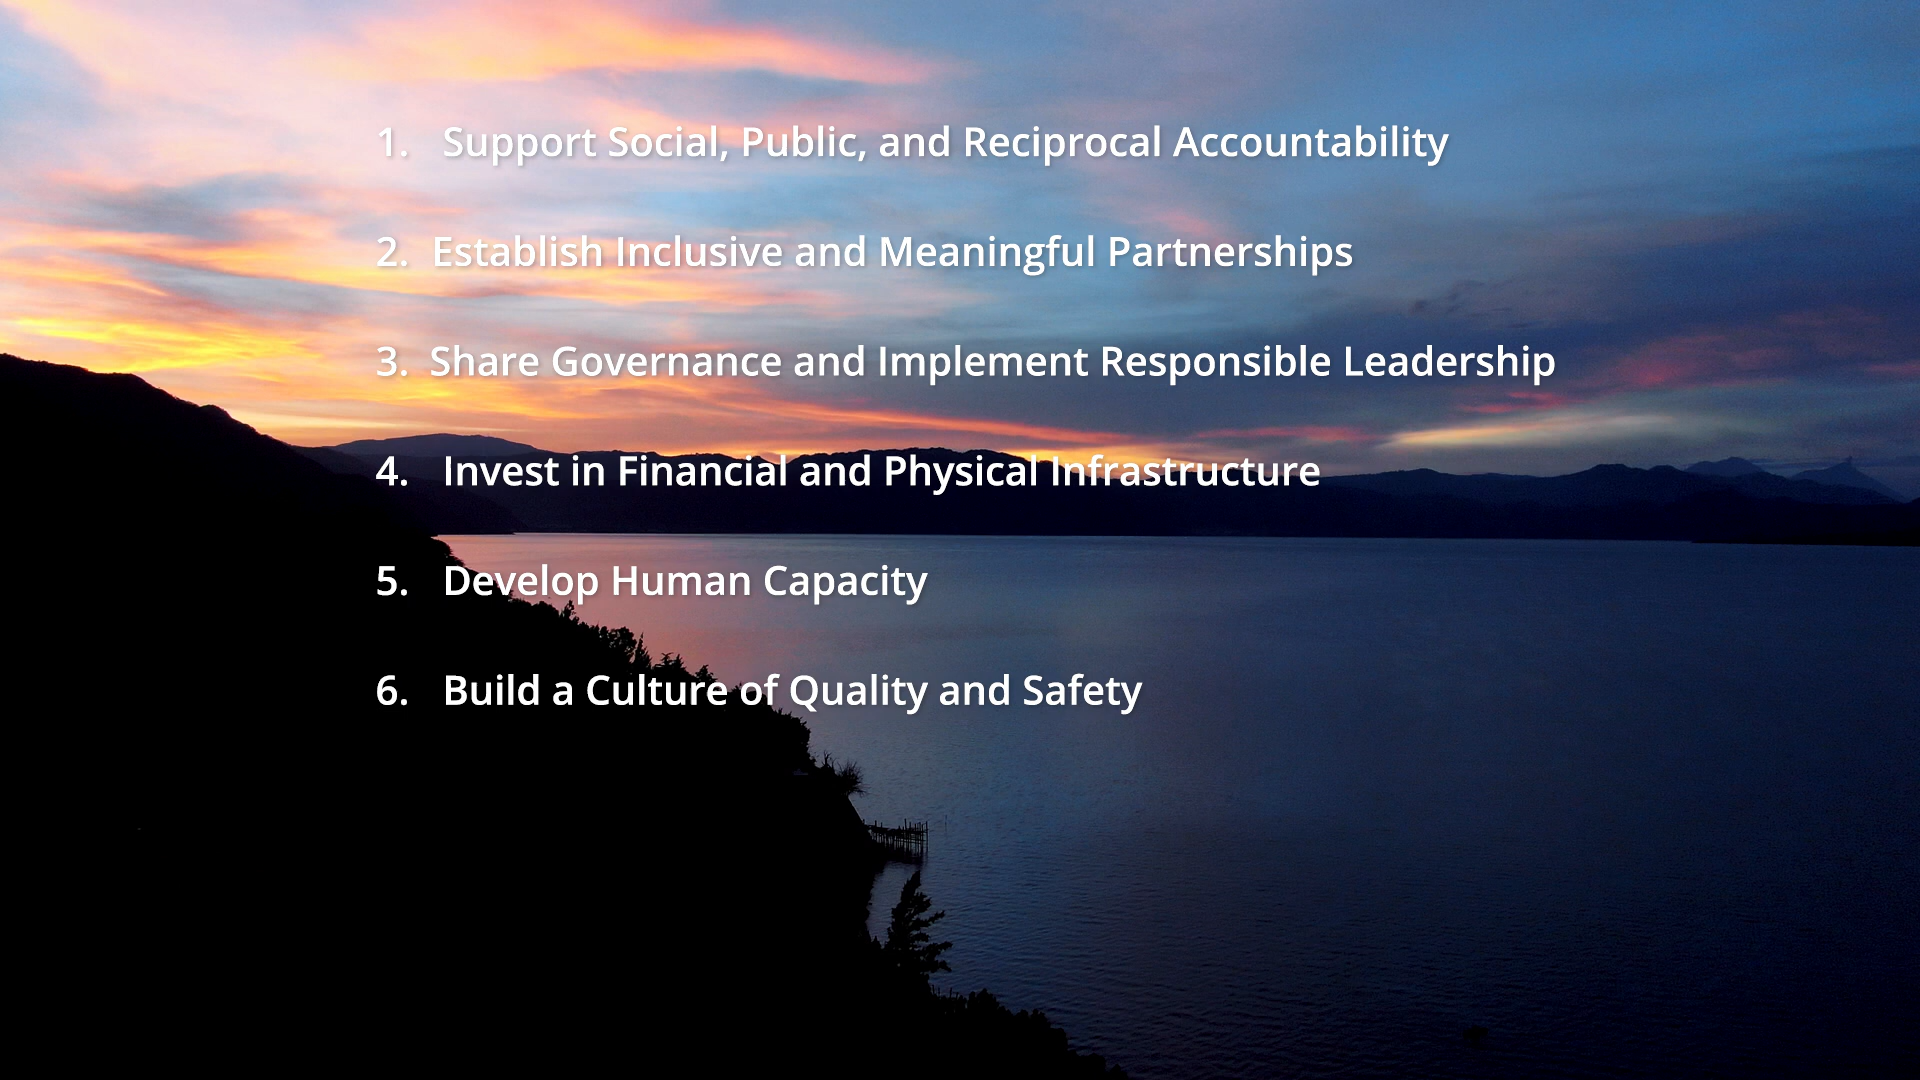 1. Support Social, Public, and Reciprocal Accountability
2. Establish Inclusive and Meaningful Partnerships
3. Share Governance and Implement Responsible Leadership
4. Invest in Financial and Physical Infrastructure
5. Develop Human Capacity
6. Build a Culture of Quality and Safety